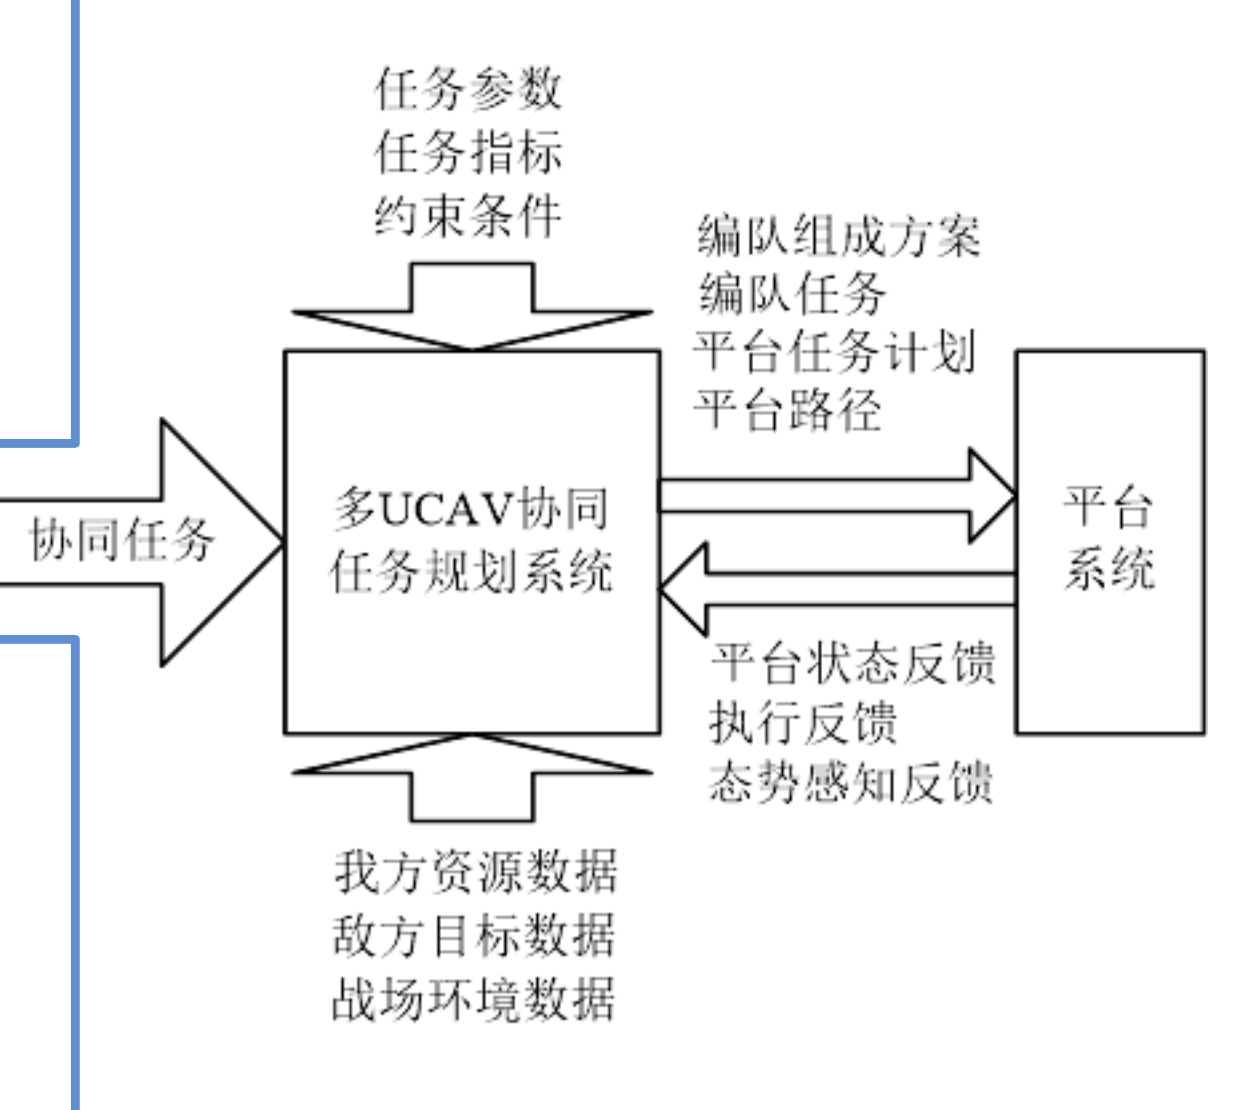 任务参数
任务指标
约束条件
编队组成方案
编队任务
平台任务计划
平台路径
协同任务
多UCAV协同
任务规划系统
平台
系统
平台状态反馈
执行反馈
态势感知反馈
我方资源数据
敌方目标数据
战场环境数据